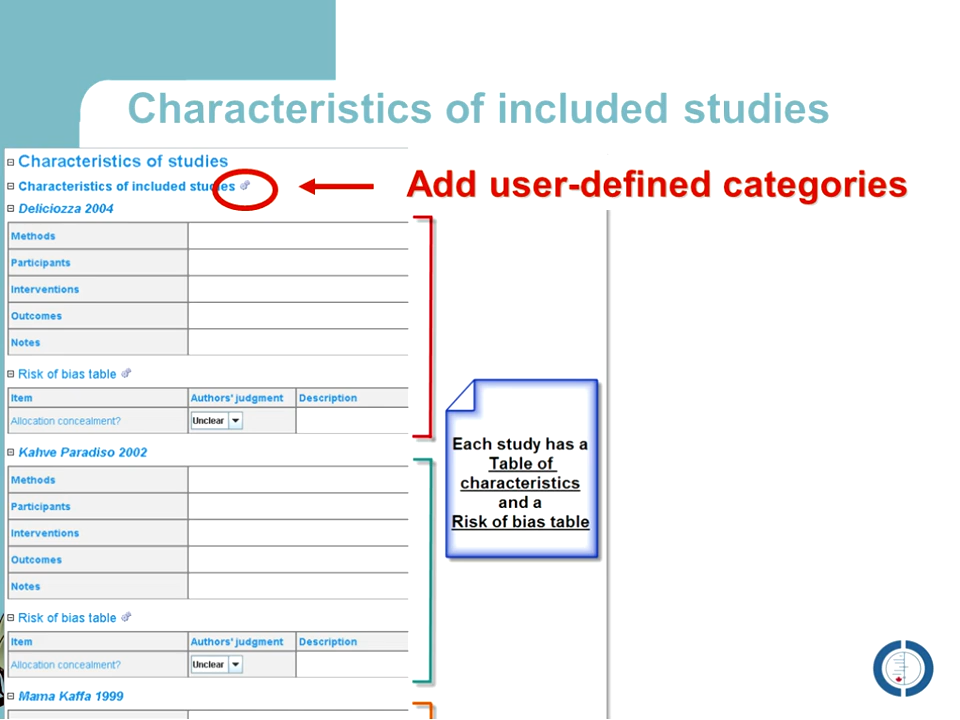 Characteristics of included studies
Characteristics of studies
Characteristics of included studies
Add user-defined categories
Deliciozza 2004
Methods
Participants
Interventions
Outcomes
Notes
Risk of bias table
Item Authors' judgment Description
Allocation concealment? Unclear
Kahve Paradiso 2002
Methods
Participants
Interventions
Outcomes
Notes
Risk of bias table
Item Authors' judgment Description
Allocation concealment? Unclear
Mama Kaffa 1999
Each study has a
Table of
characteristics
and a
Risk of bias table